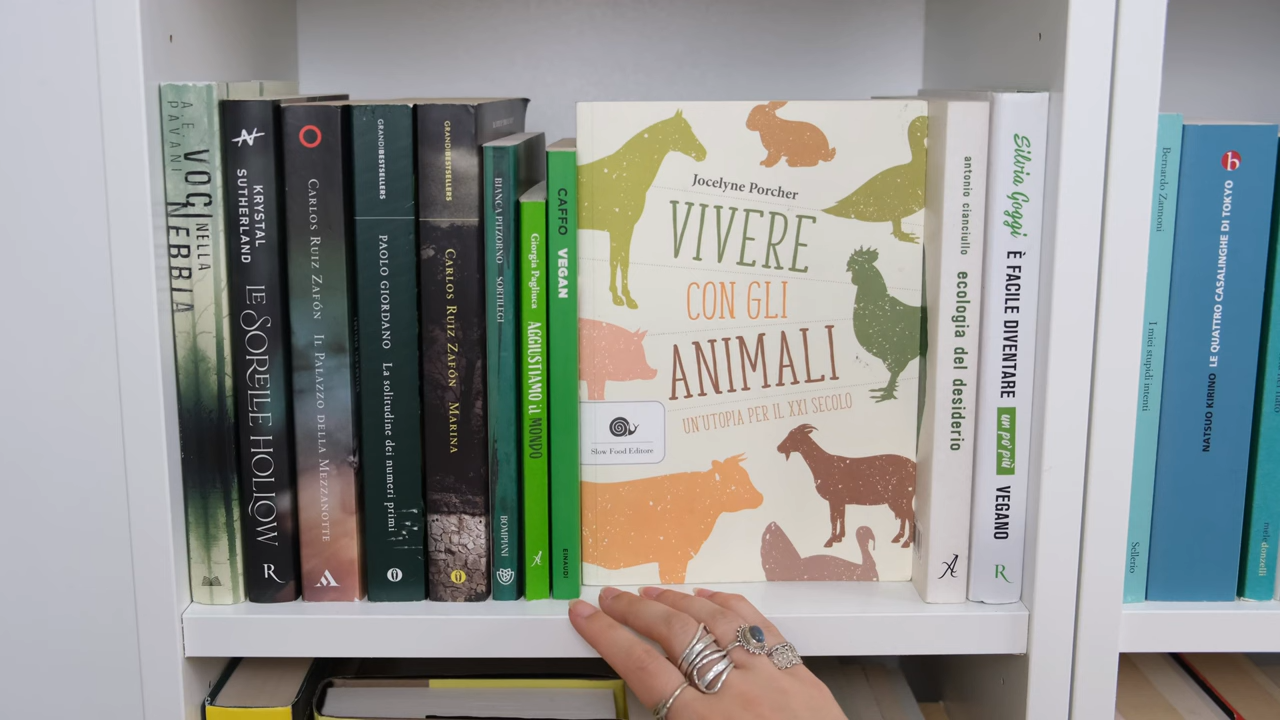 A.E. PAVANI
VOCI NELLA NEBBIA
KRYSTAL SUTHERLAND
LE SORELLE HOLLOW
R
CARLOS RUIZ ZAFÓN IL PALAZZO DELLA MEZZANOTTE
GRANDIBESTSELLERS
PAOLO GIORDANO La solitudine dei numeri primi
GRANDIBESTSELLERS
CARLOS RUIZ ZAFÓN MARINA
BIANCA PITZORNO SORTILEGI
BOMPIANI
Giorgia Pagliuca AGGIUSTIAMO il MONDO
CAFFO VEGAN
EINAUDI
Jocelyne Porcher
VIVERE
CON GLI
ANIMALI
UN'UTOPIA PER IL XXI SECOLO
Slow Food Editore
antonio cianciullo ecologia del desiderio
Silvia Goggi È FACILE DIVENTARE un po' più VEGANO
R
Bernardo Zannoni
I miei stupidi intenti
Sellerio
b
NATSUO KIRINO LE QUATTRO CASALINGHE DI TOKYO
donzelli